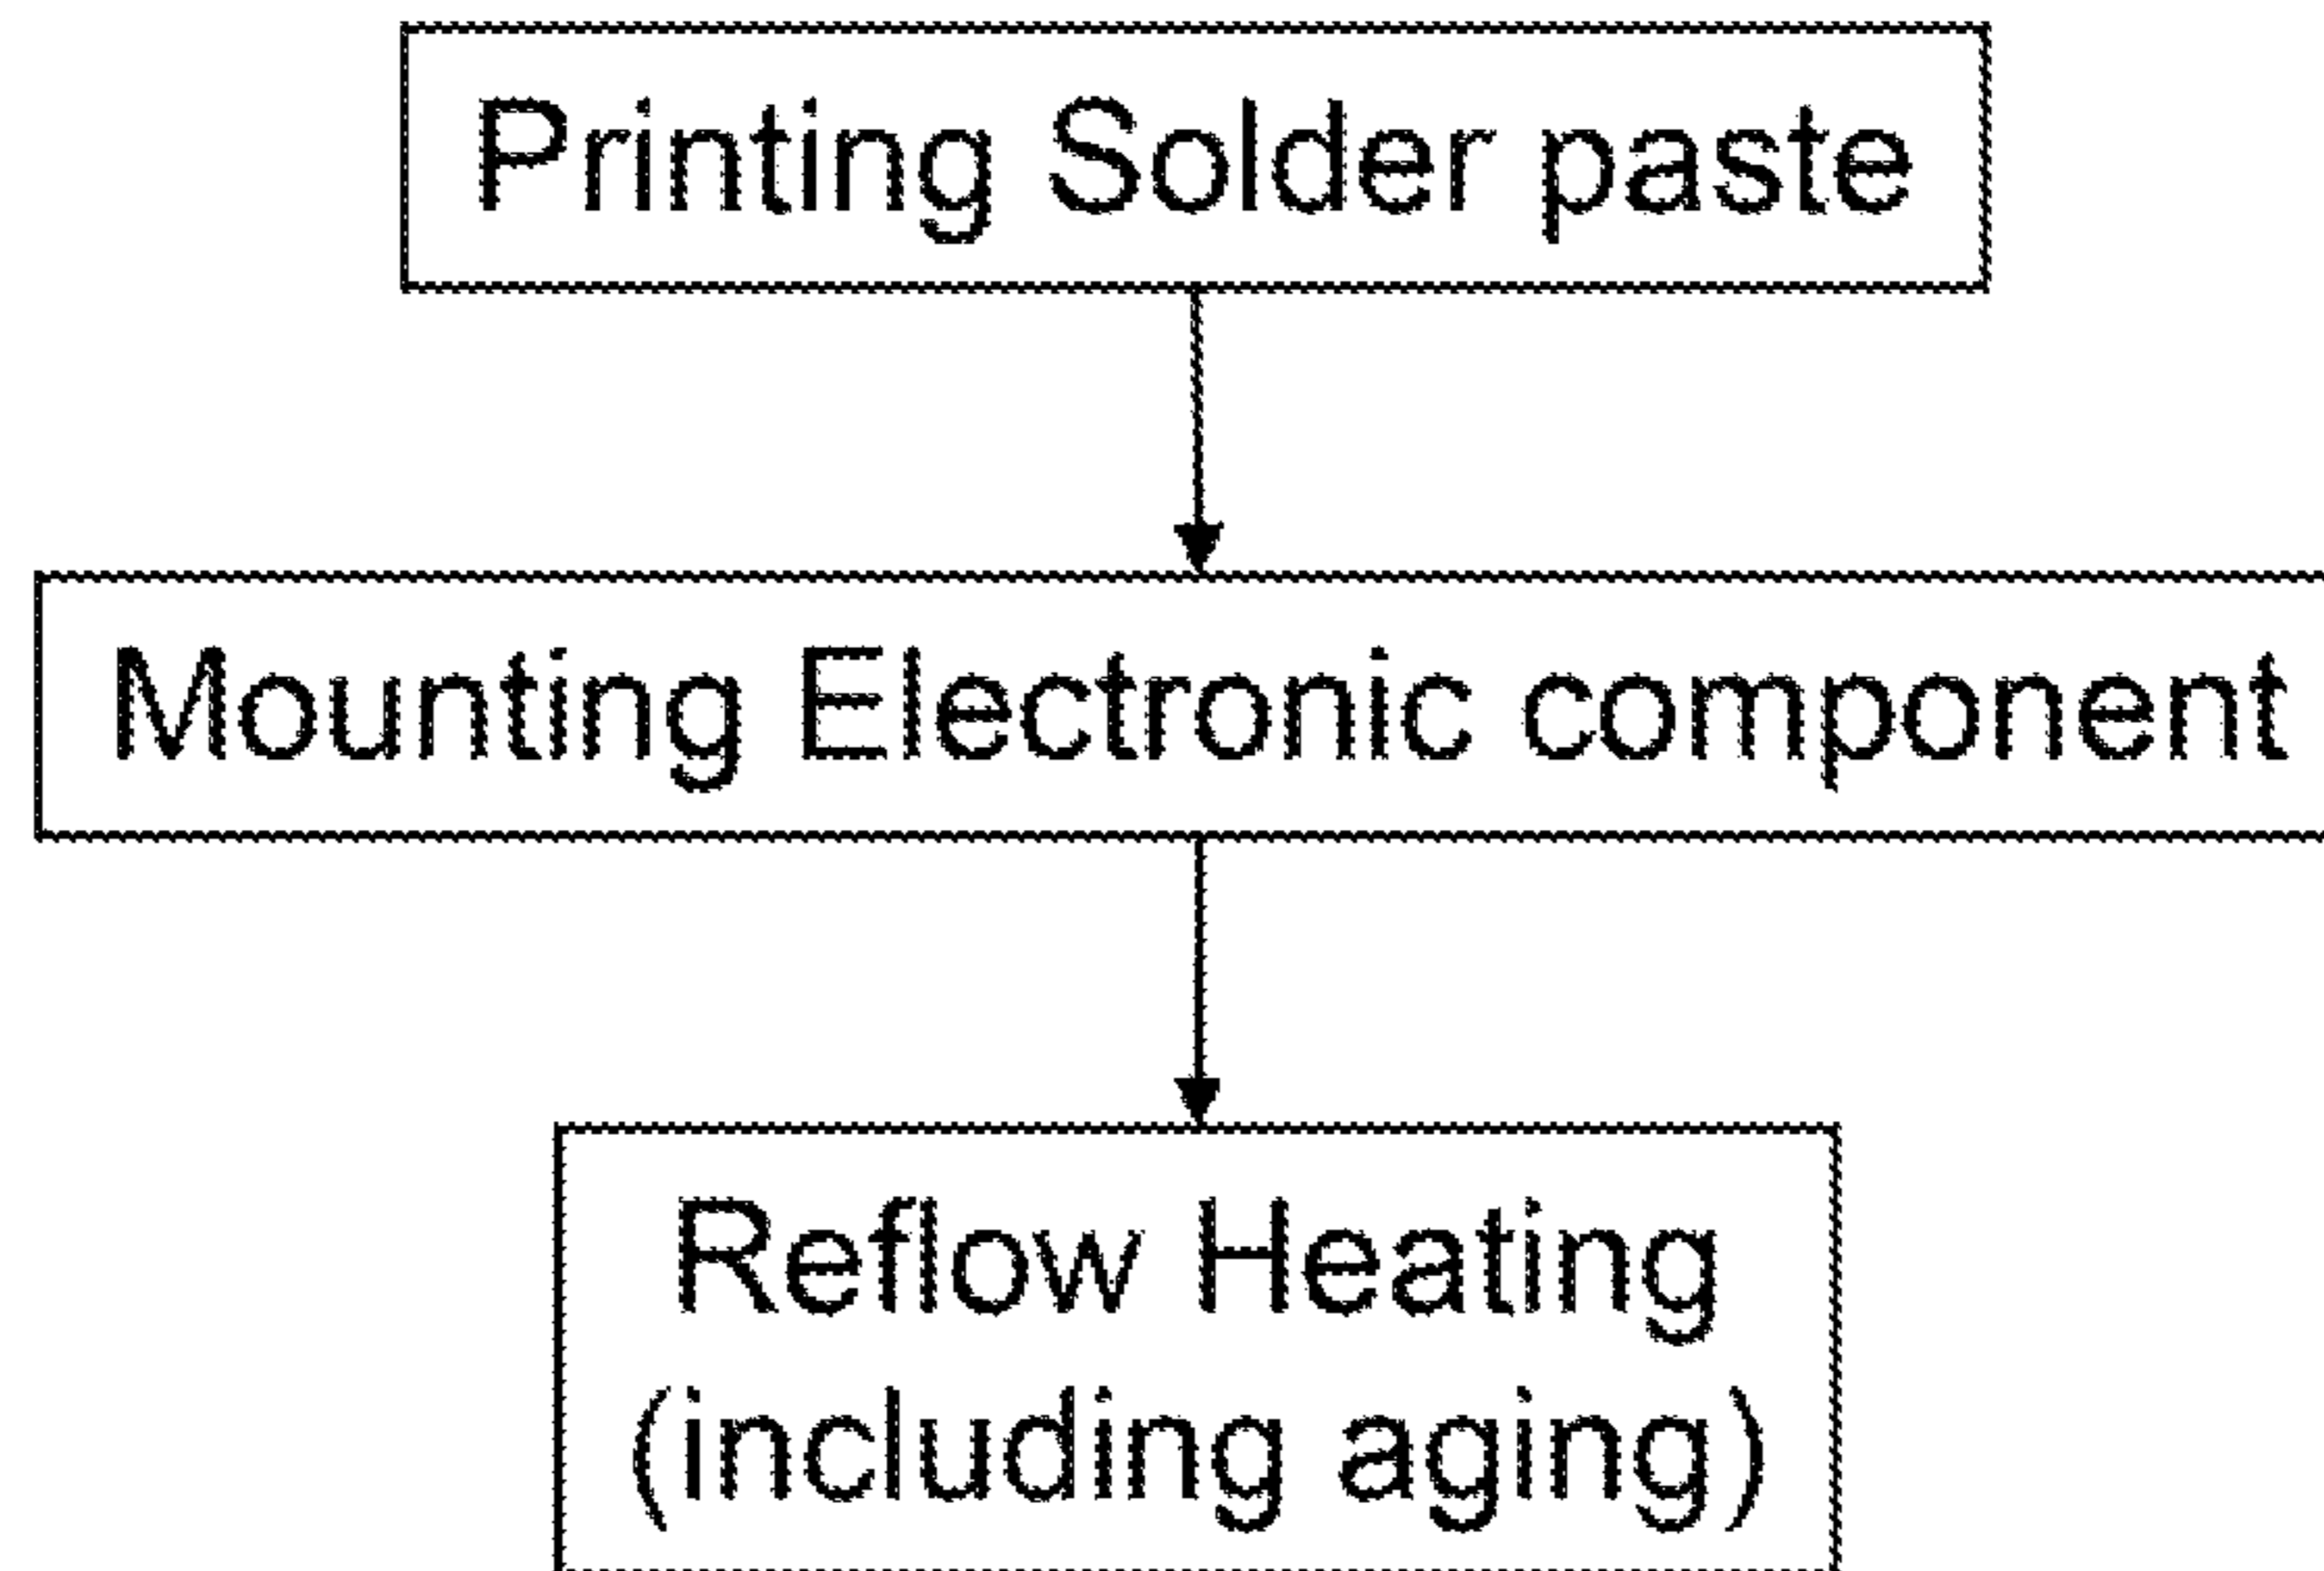 Printing Solder paste
Mounting Electronic component
Reflow Heating
(including aging)